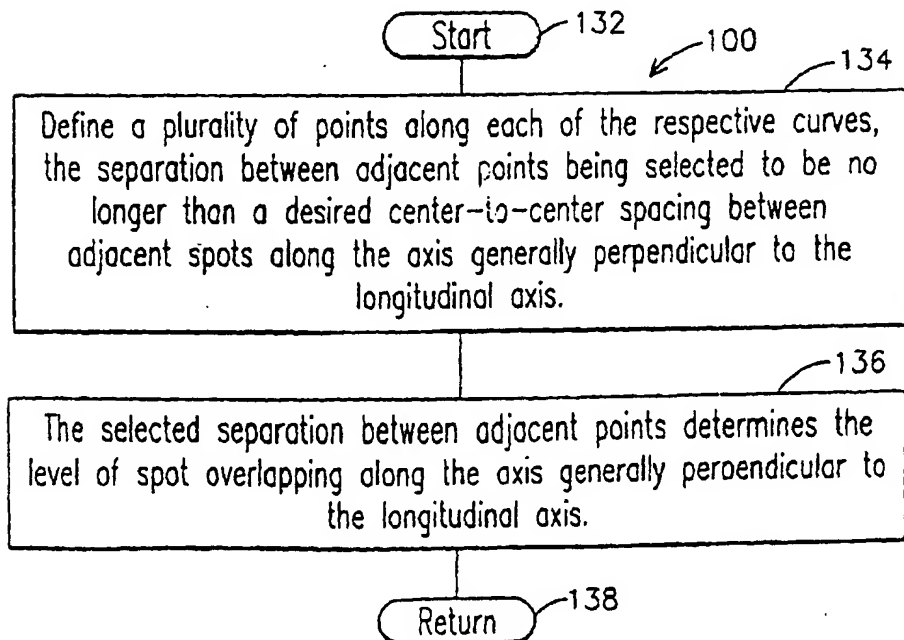 Start
132
100
134
Define a plurality of points along each of the respective curves,
the separation between adjacent points being selected to be no
longer than a desired center-to-center spacing between
adjacent spots along the axis generally perpendicular to the
longitudinal axis.
136
The selected separation between adjacent points determines the
level of spot overlapping along the axis generally perpendicular to
the longitudinal axis.
Return
138